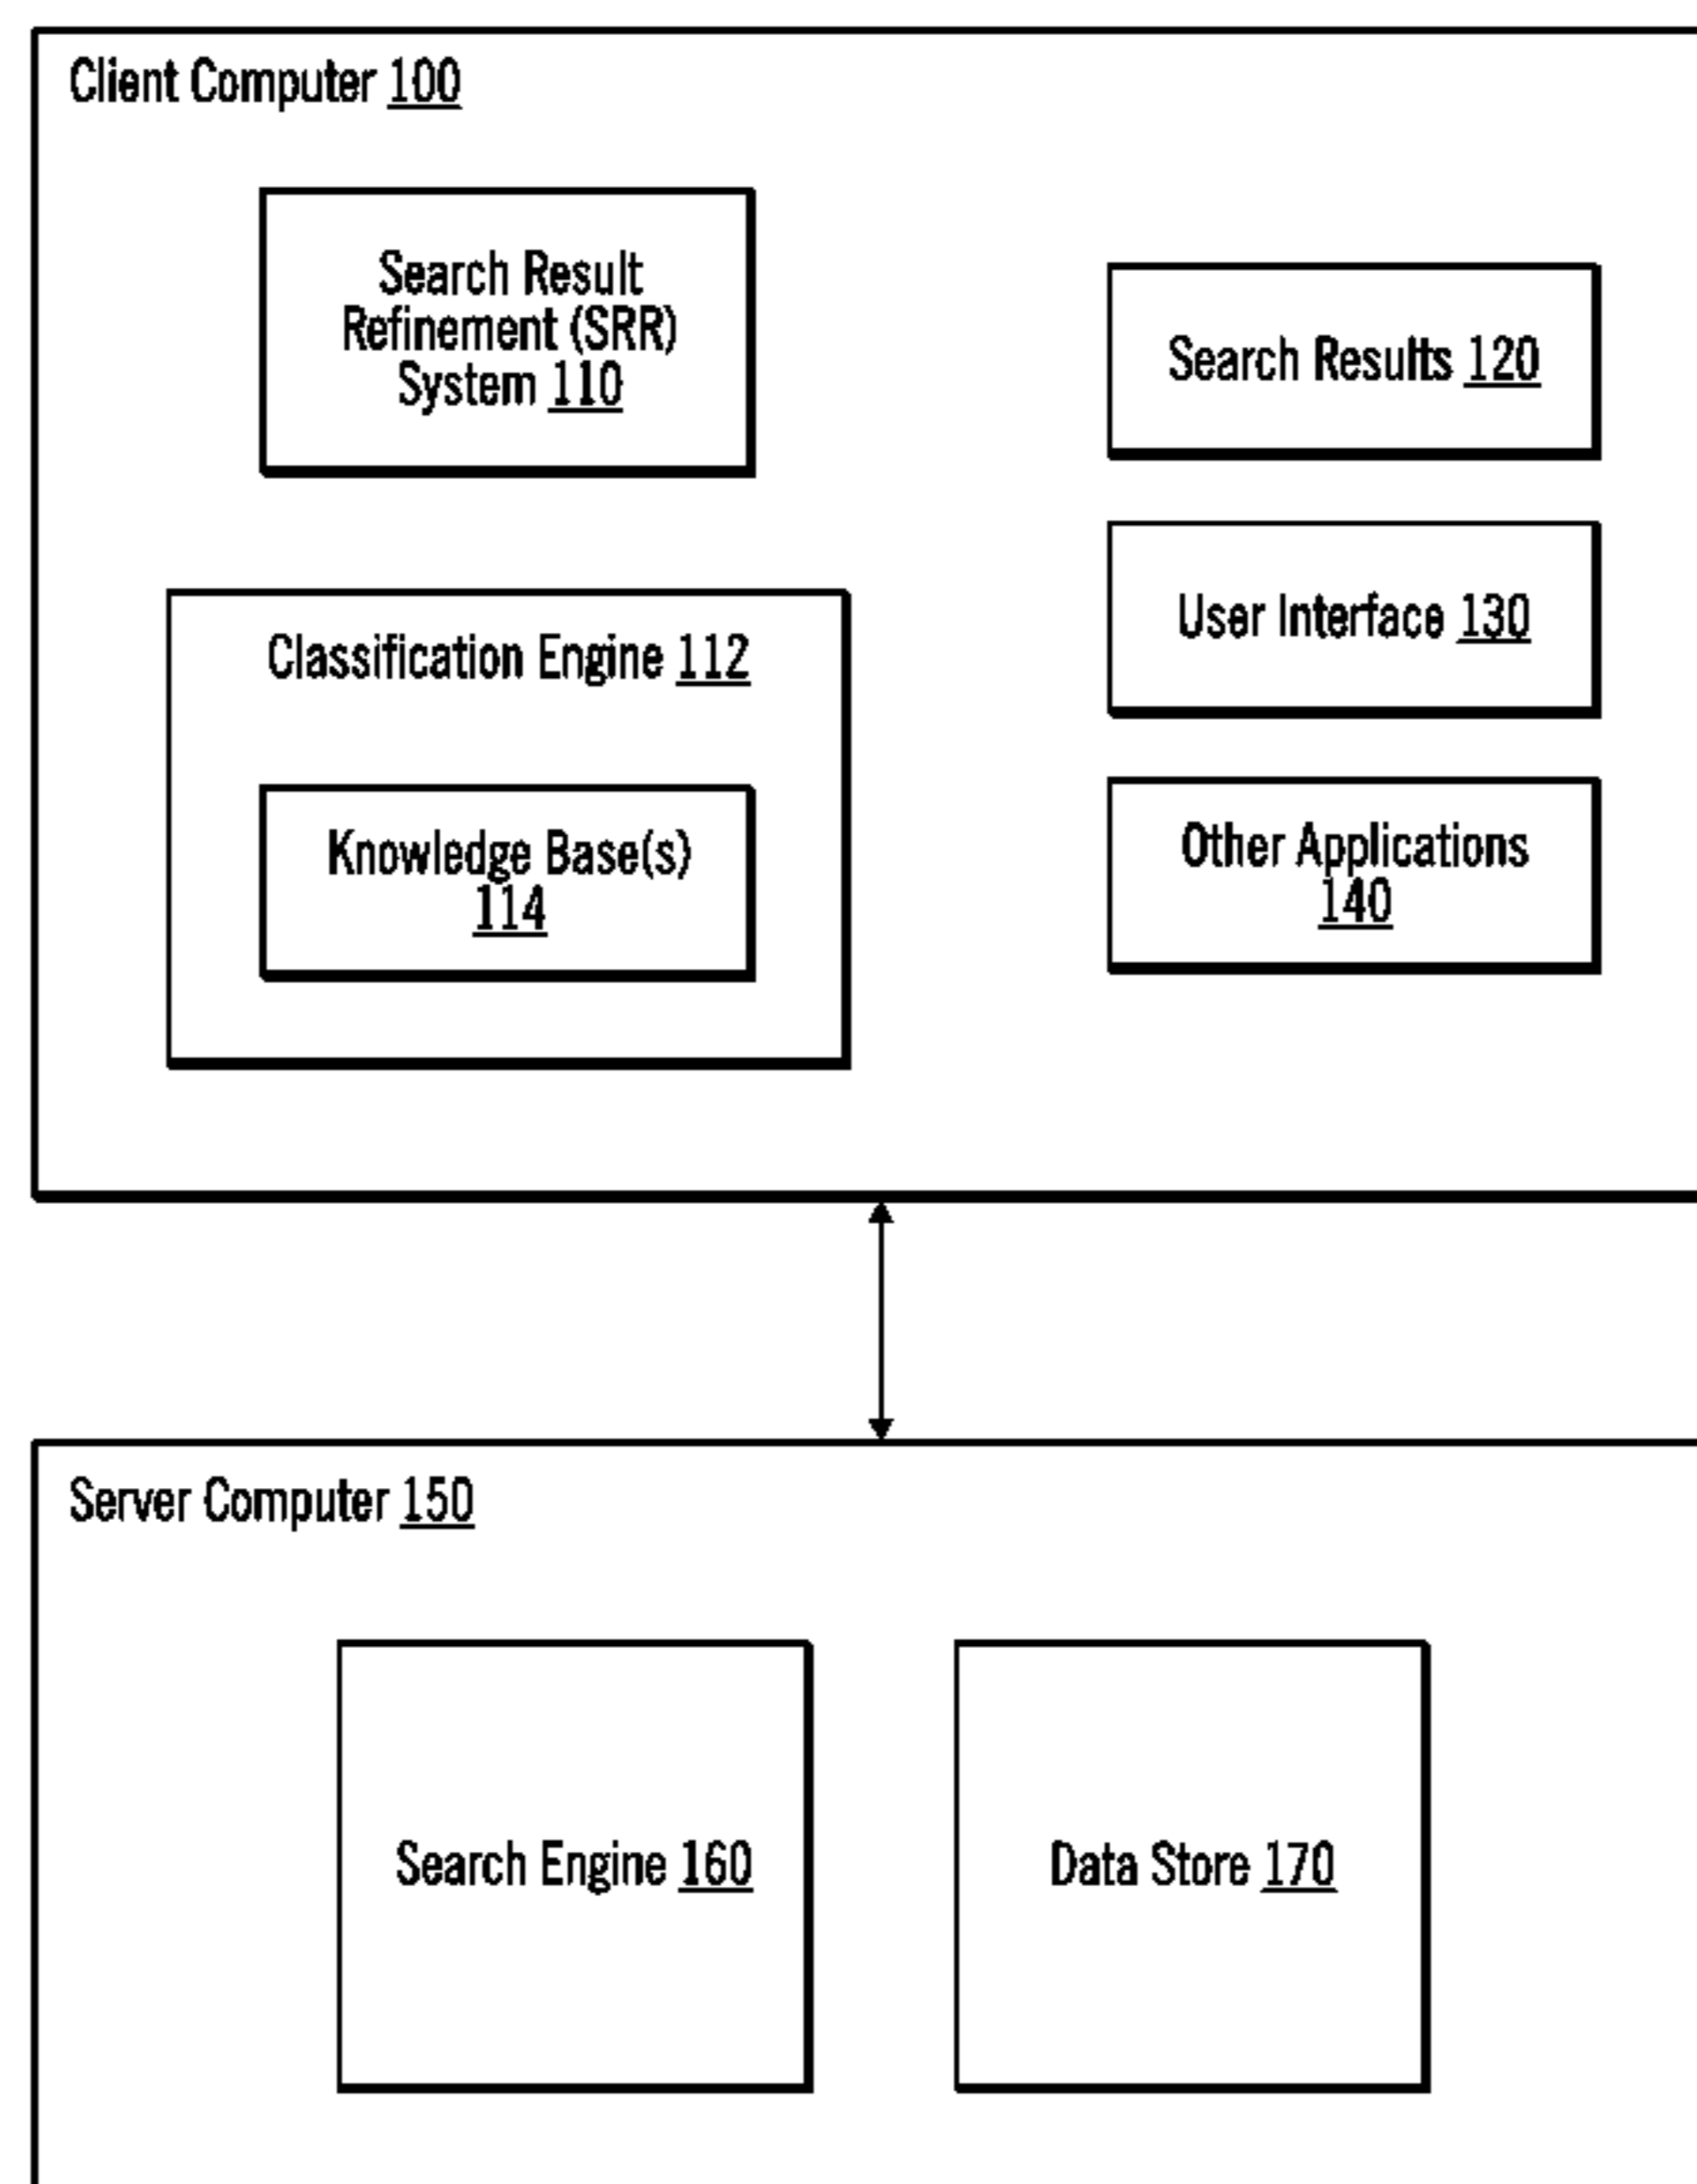 Client Computer 100
Search Result
Refinement (SRR)
System 110
Classification Engine 112
Knowledge Base(s)
114
Search Results 120
User Interface 130
Other Applications
140
Server Computer 150
Search Engine 160
Data Store 170